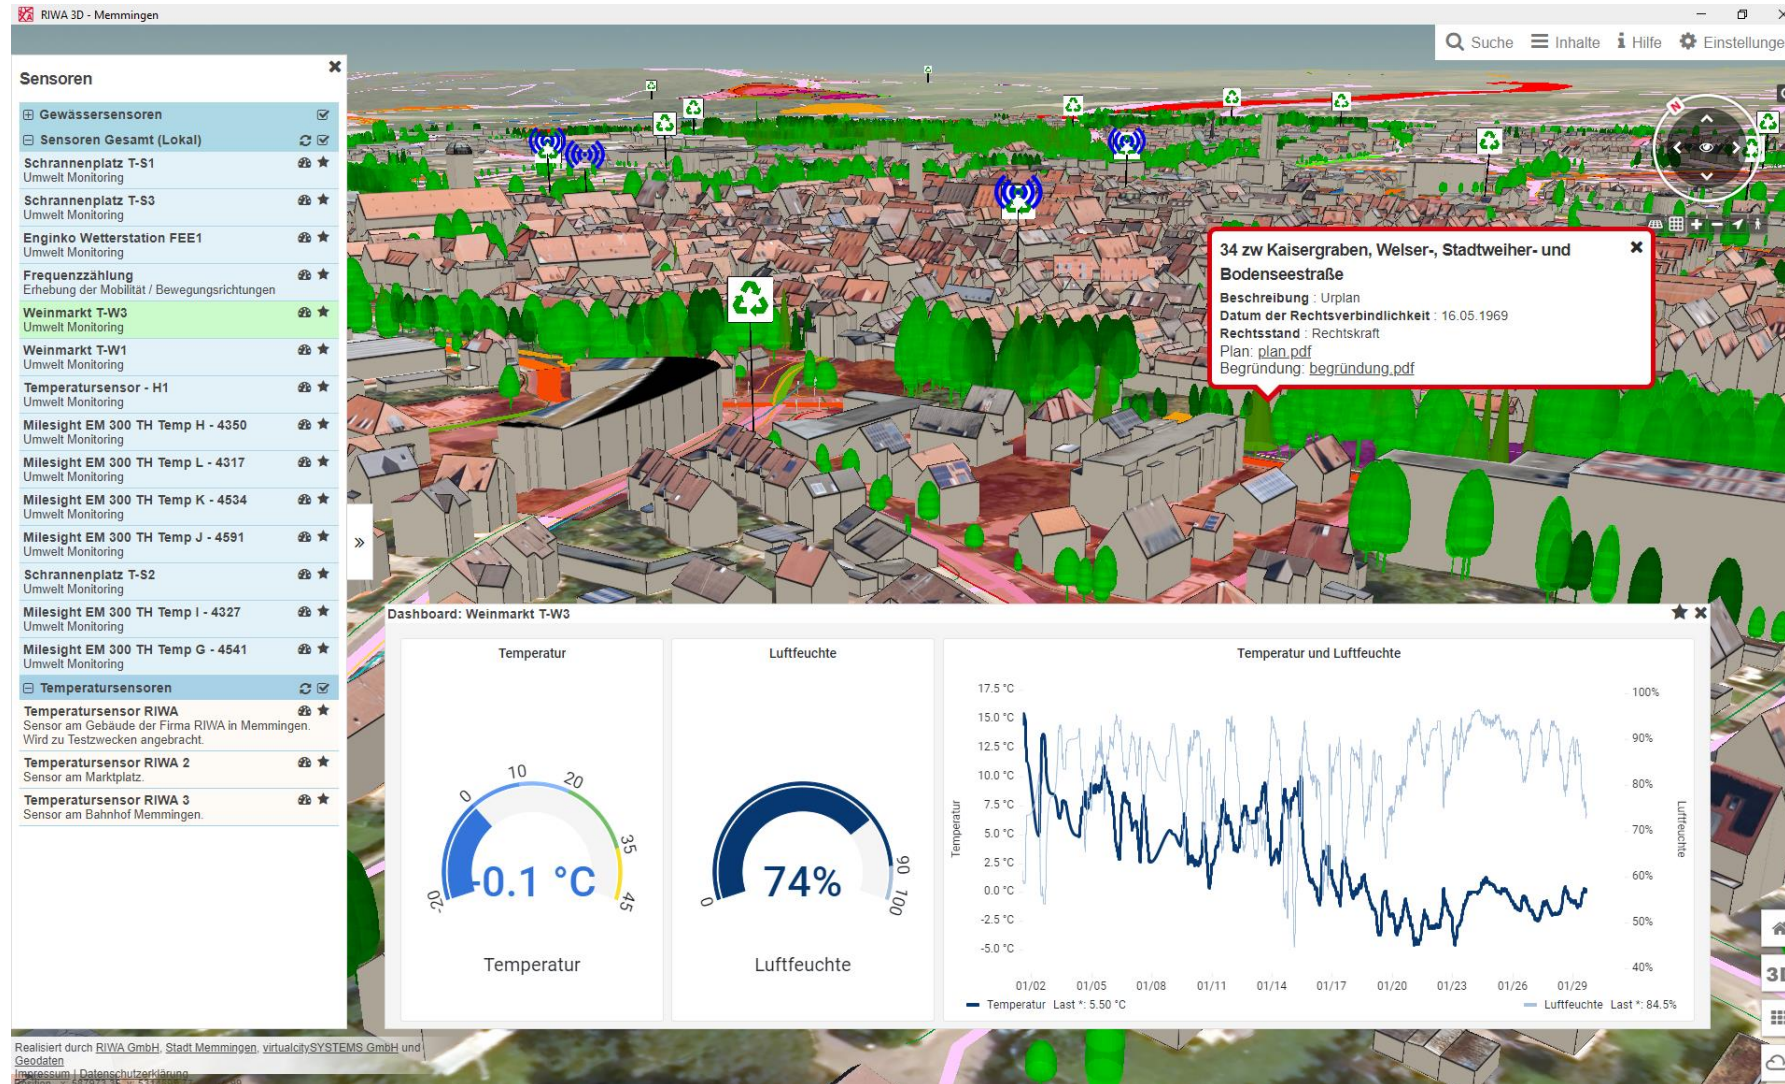 RIWA 3D - Memmingen
Suche Inhalte Hilfe Einstellunge
Sensoren
Gewässersensoren
Sensoren Gesamt (Lokal)
Schrannenplatz T-S1
Umwelt Monitoring
Schrannenplatz T-S3
Umwelt Monitoring
Enginko Wetterstation FEE1
Umwelt Monitoring
Frequenzzählung
Erhebung der Mobilität / Bewegungsrichtungen
Weinmarkt T-W3
Umwelt Monitoring
Weinmarkt T-W1
Umwelt Monitoring
Temperatursensor - H1
Umwelt Monitoring
Milesight EM 300 TH Temp H - 4350
Umwelt Monitoring
Milesight EM 300 TH Temp L - 4317
Umwelt Monitoring
Milesight EM 300 TH Temp K - 4534
Umwelt Monitoring
Milesight EM 300 TH Temp J - 4591
Umwelt Monitoring
Schrannenplatz T-S2
Umwelt Monitoring
Milesight EM 300 TH Temp I - 4327
Umwelt Monitoring
Milesight EM 300 TH Temp G - 4541
Umwelt Monitoring
Temperatursensoren
Temperatursensor RIWA
Sensor am Gebäude der Firma RIWA in Memmingen.
Wird zu Testzwecken angebracht.
Temperatursensor RIWA 2
Sensor am Marktplatz.
Temperatursensor RIWA 3
Sensor am Bahnhof Memmingen.
N
34 zw Kaisergraben, Welser-, Stadtweiher- und
Bodenseestraße
Beschreibung : Urplan
Datum der Rechtsverbindlichkeit : 16.05.1969
Rechtsstand : Rechtskraft
Plan: plan.pdf
Begründung: begründung.pdf
Dashboard: Weinmarkt T-W3
Temperatur
-20 0 10 20 35 45
-0.1 °C
Temperatur
Luftfeuchte
0 90 100
74%
Luftfeuchte
Temperatur und Luftfeuchte
17.5 °C
15.0 °C
12.5 °C
10.0 °C
7.5 °C
5.0 °C
2.5 °C
0.0 °C
-2.5 °C
-5.0 °C
Temperatur
100%
90%
80%
70%
60%
50%
40%
Luftfeuchte
01/02 01/05 01/08 01/11 01/14 01/17 01/20 01/23 01/26 01/29
Temperatur Last *: 5.50 °C
Luftfeuchte Last *: 84.5%
3D
Realisiert durch RIWA GmbH, Stadt Memmingen, virtualcitySYSTEMS GmbH und
Geodaten
Impressum | Datenschutzerklärung